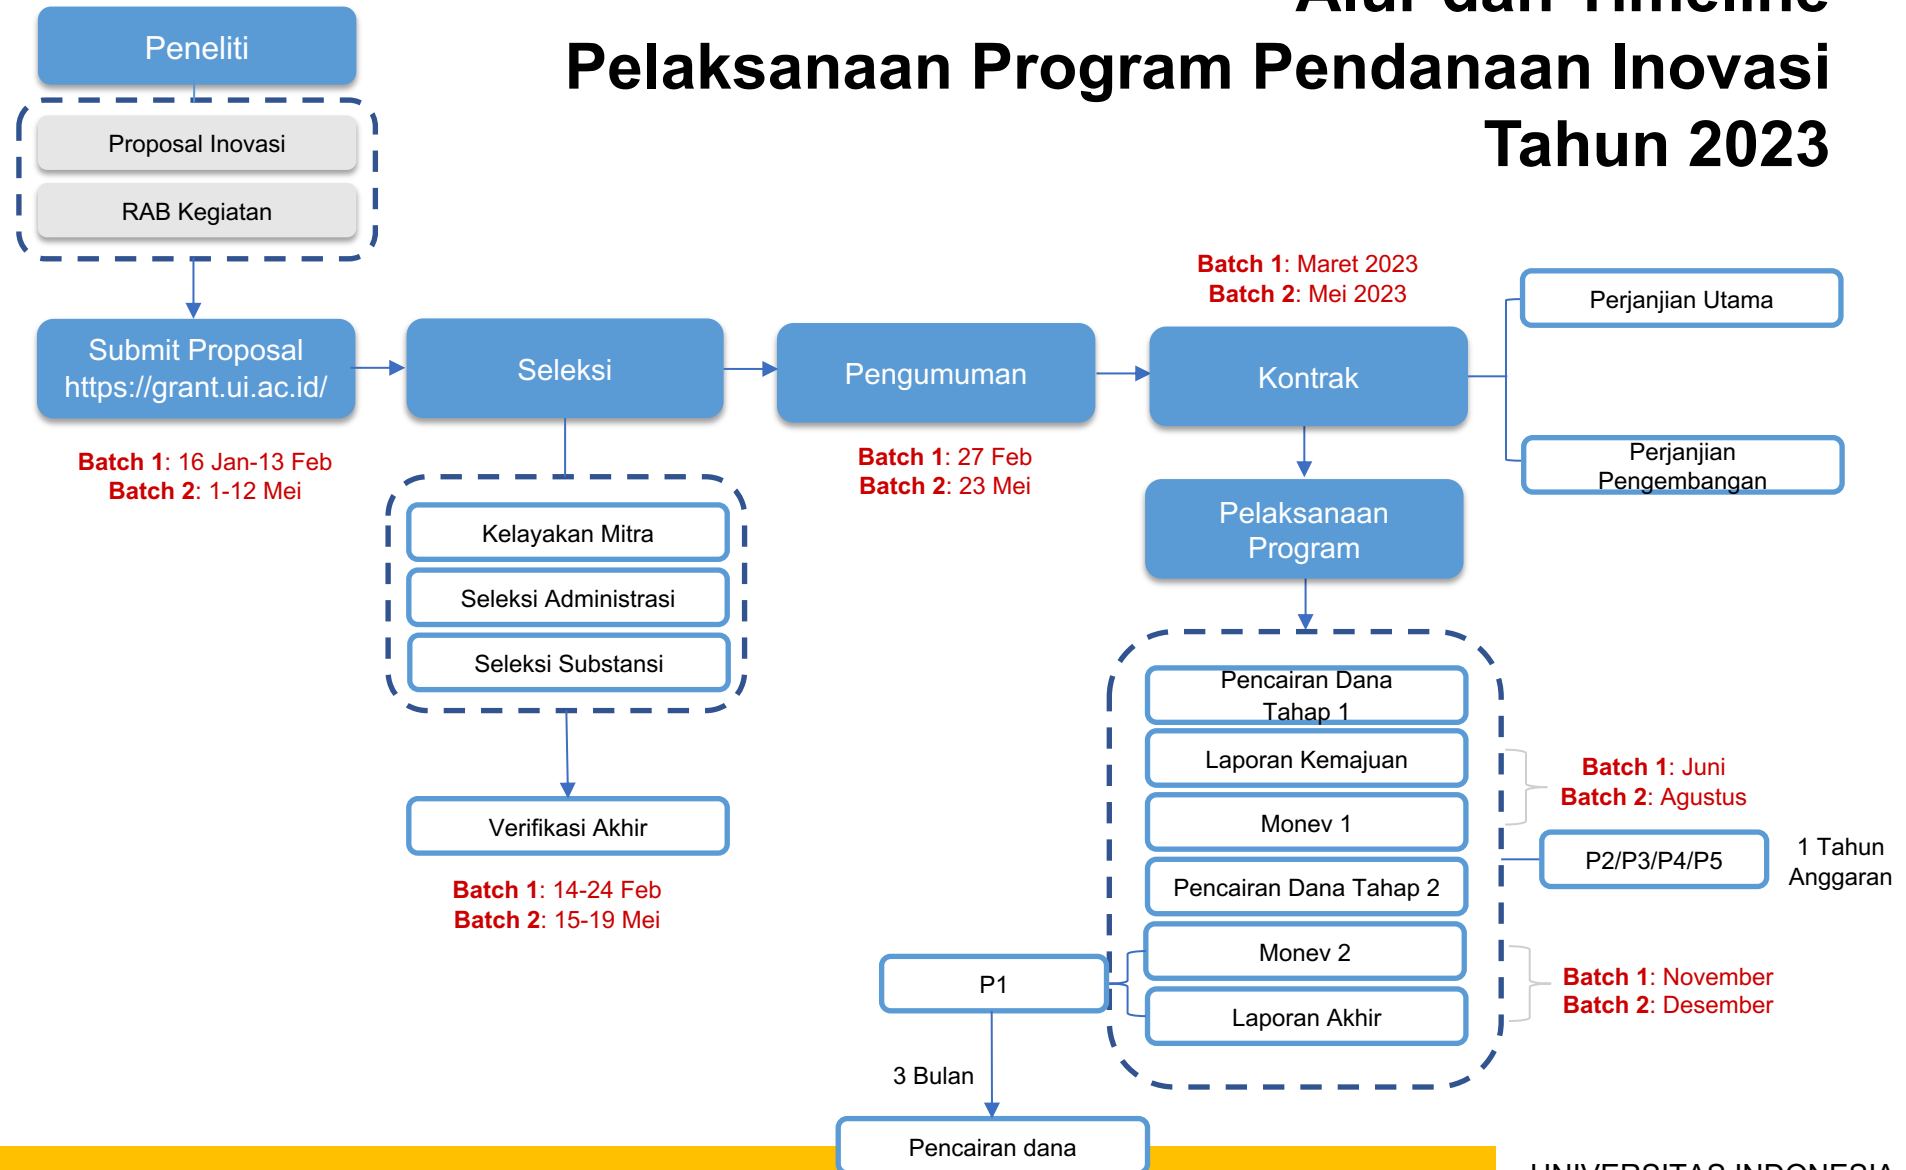 Alur dan Timeline
Pelaksanaan Program Pendanaan Inovasi
Tahun 2023
Peneliti
Proposal Inovasi
RAB Kegiatan
Submit Proposal
https://grant.ui.ac.id/
Batch 1: 16 Jan-13 Feb
Batch 2: 1-12 Mei
Seleksi
Kelayakan Mitra
Seleksi Administrasi
Seleksi Substansi
Verifikasi Akhir
Batch 1: 14-24 Feb
Batch 2: 15-19 Mei
Pengumuman
Batch 1: 27 Feb
Batch 2: 23 Mei
Batch 1: Maret 2023
Batch 2: Mei 2023
Kontrak
Perjanjian Utama
Perjanjian
Pengembangan
Pelaksanaan
Program
Pencairan Dana
Tahap 1
Laporan Kemajuan
Monev 1
Batch 1: Juni
Batch 2: Agustus
P2/P3/P4/P5
1 Tahun
Anggaran
Pencairan Dana Tahap 2
Monev 2
Laporan Akhir
Batch 1: November
Batch 2: Desember
P1
3 Bulan
Pencairan dana
UNIVERSITAS INDONESIA